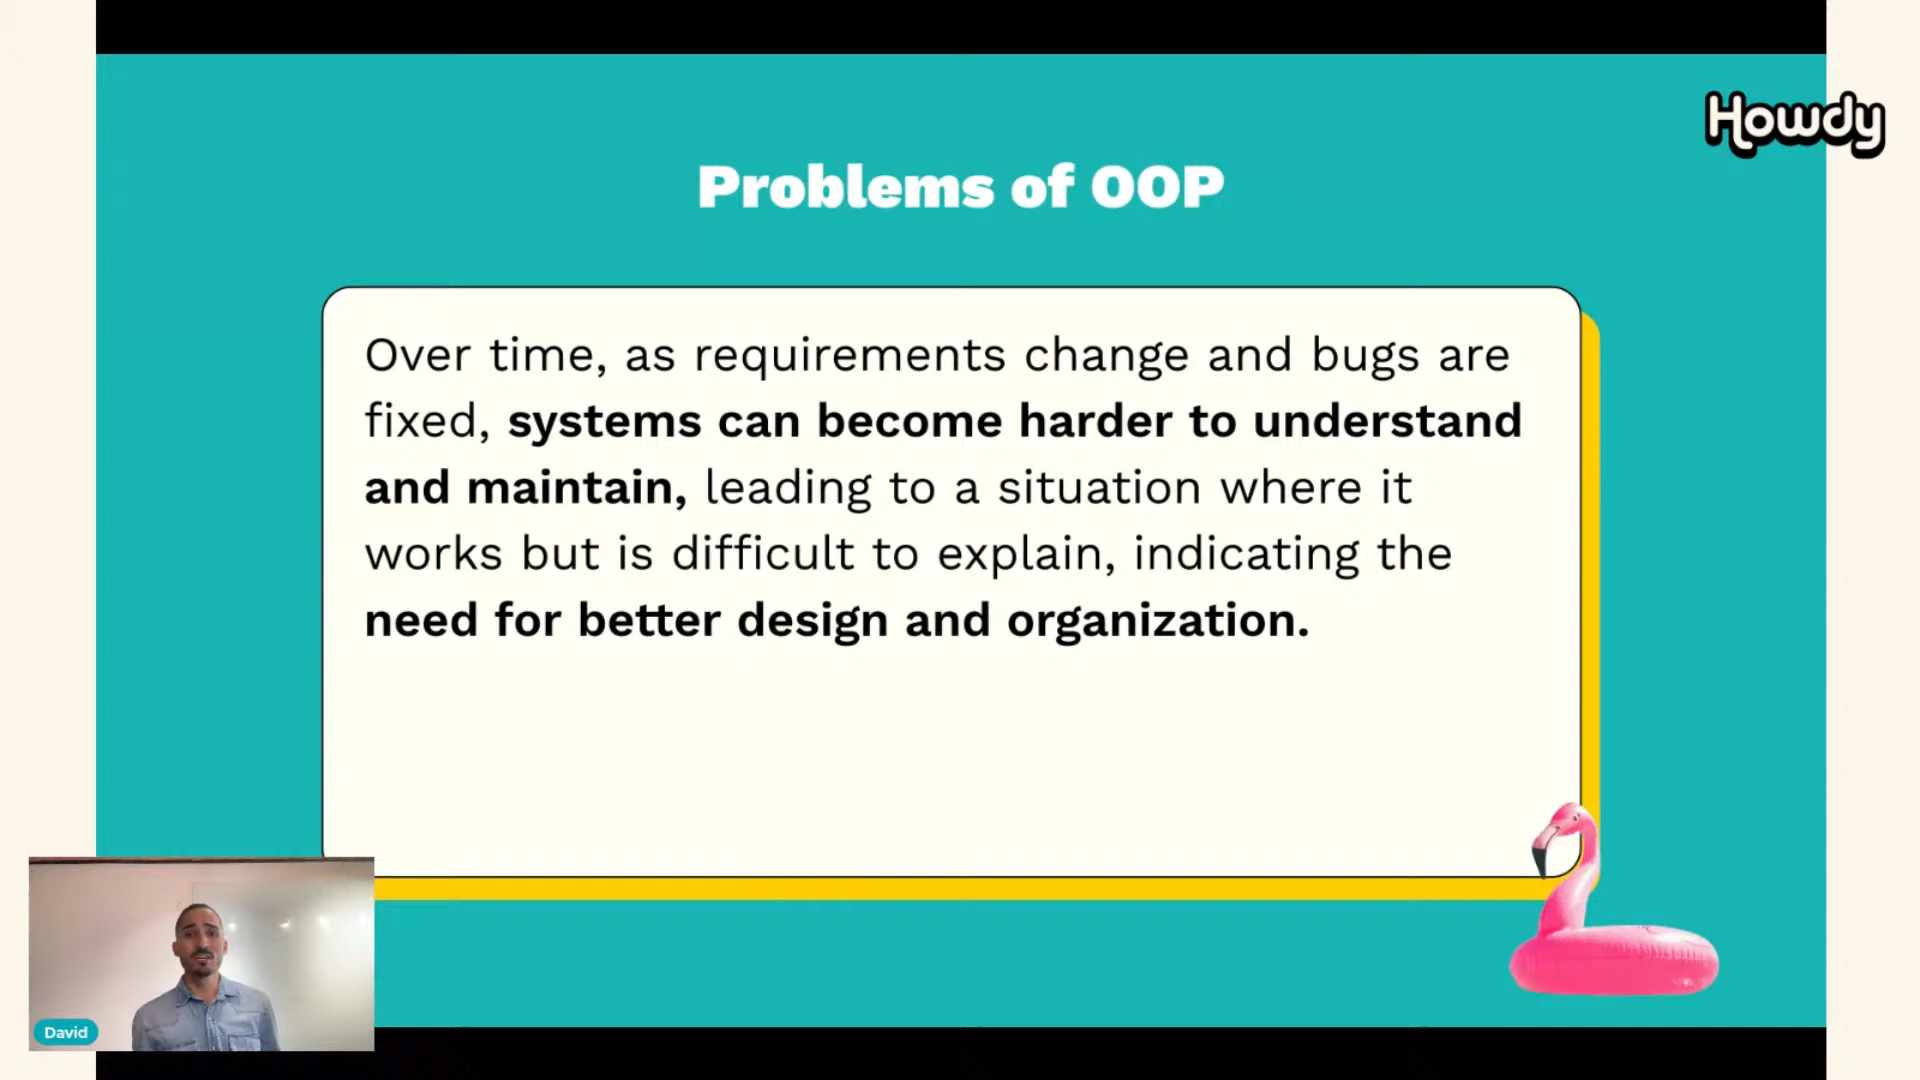 Howdy
Problems of OOP
Over time, as requirements change and bugs are
fixed, systems can become harder to understand
and maintain, leading to a situation where it
works but is difficult to explain, indicating the
need for better design and organization.
David